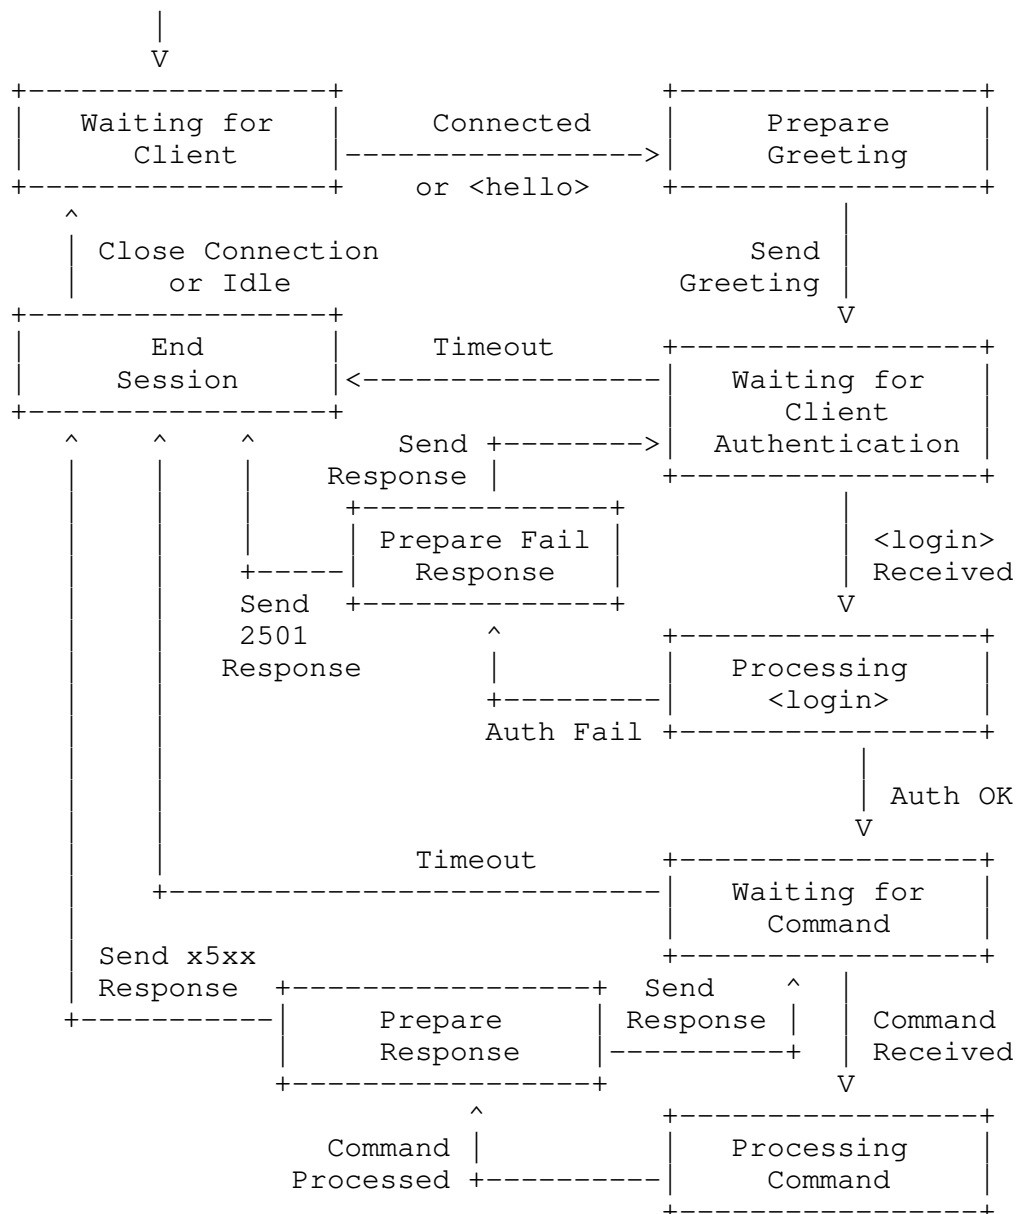 Waiting for
Client
Connected
or <hello>
Prepare
Greeting
Close Connection
or Idle
Send
Greeting
End
Session
Timeout
Waiting for
Client
Authentication
Send
Response
Prepare Fail
Response
<login>
Received
Send
2501
Response
Processing
<login>
Auth Fail
Auth OK
Timeout
Waiting for
Command
Send x5xx
Response
Prepare
Response
Send
Response
Command
Received
Command
Processed
Processing
Command